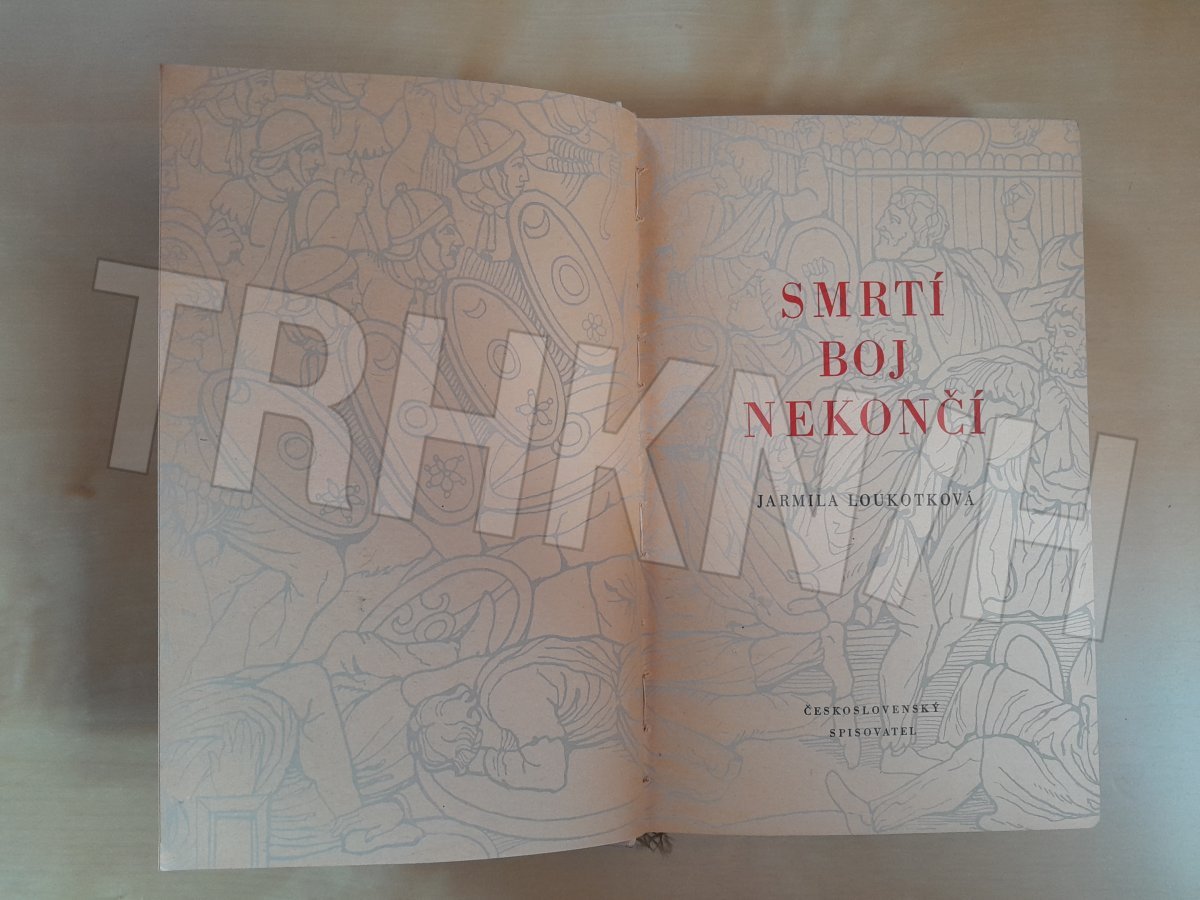 SMRTÍ
BOJ
NEKONČÍ
JARMILA LOUKOTKOVÁ
ČESKOSLOVENSKÝ
SPISOVATEL
TRHKNIH